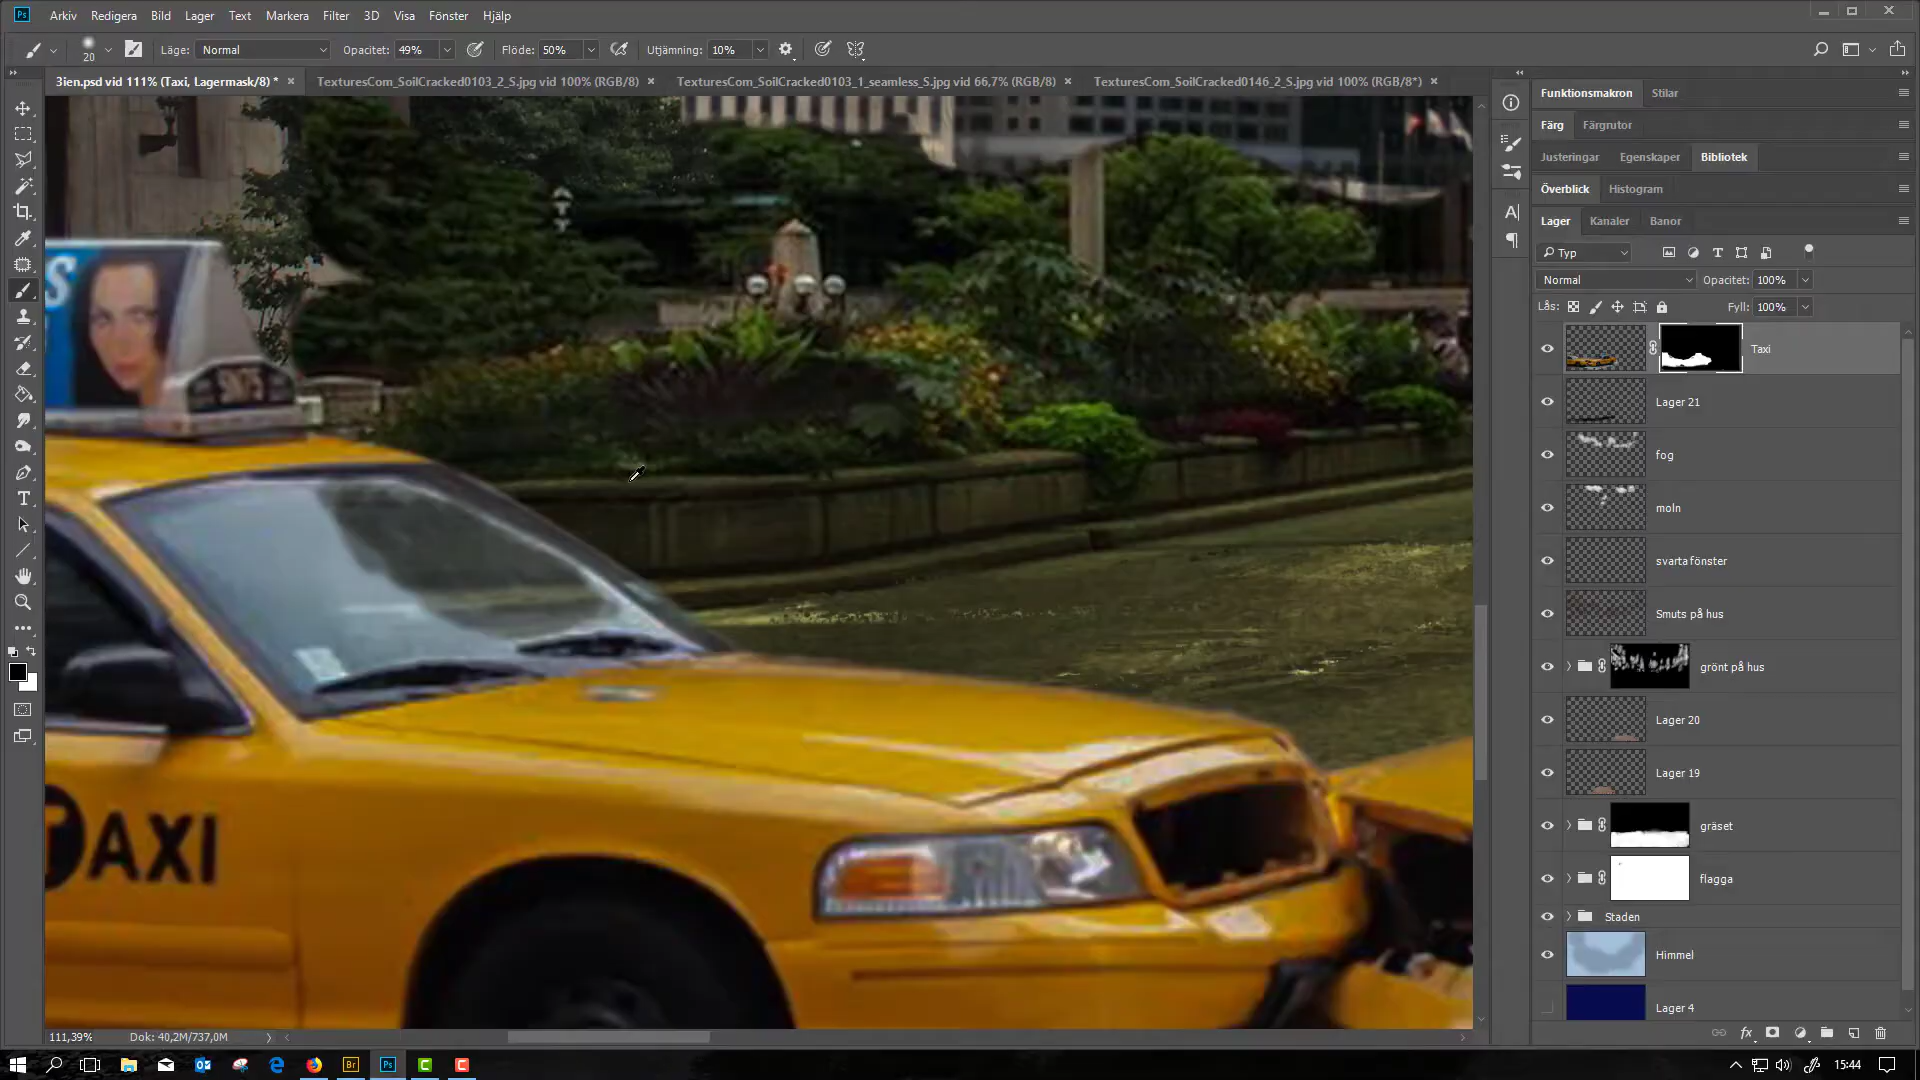 Ps Arkiv Redigera Bild Lager Text Markera Filter 3D Visa Fönster Hjälp
20 Läge: Normal Opacitet: 49% Flöde: 50% Utjämning: 10%
3ien.psd vid 111% (Taxi, Lagermask/8) * TexturesCom_SoilCracked0103_2_S.jpg vid 100% (RGB/8) TexturesCom_SoilCracked0103_1_seamless_S.jpg vid 66,7% (RGB/8) TexturesCom_SoilCracked0146_2_S.jpg vid 100% (RGB/8*)
Funktionsmakron Stilar
Färg Färgrutor
Justeringar Egenskaper Bibliotek
Överblick Histogram
Lager Kanaler Banor
Typ
Normal Opacitet: 100%
Lås: Fyll: 100%
Taxi
Lager 21
fog
moln
svarta fönster
Smuts på hus
grönt på hus
Lager 20
Lager 19
gräset
flagga
Staden
Himmel
Lager 4
TAXI
111,39% Dok: 40,2M/737,0M
Br Ps C C 15:44